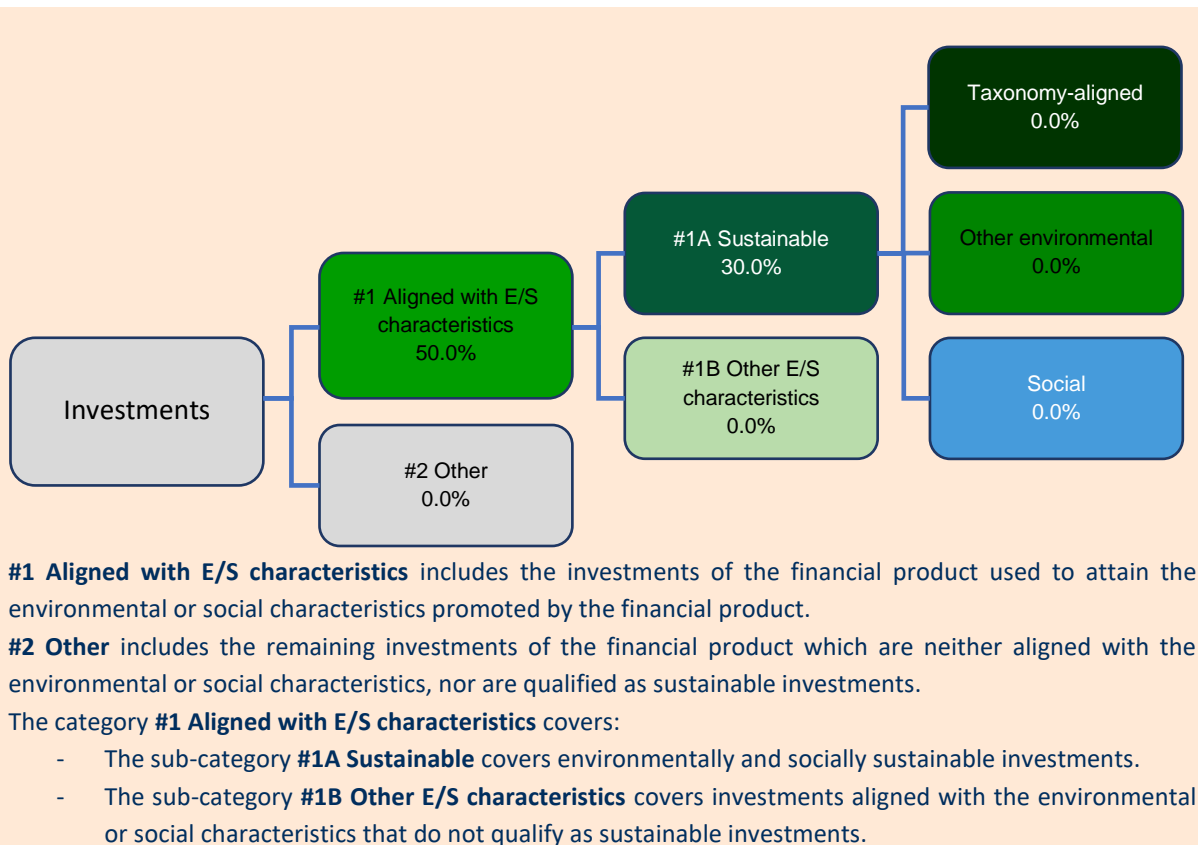 Taxonomy-aligned
0.0%
#1A Sustainable
30.0%
Other environmental
0.0%
#1 Aligned with E/S
characteristics
50.0%
Investments
#1B Other E/S
characteristics
0.0%
Social
0.0%
#2 Other
0.0%
#1 Aligned with E/S characteristics includes the investments of the financial product used to attain the
environmental or social characteristics promoted by the financial product.
#2 Other includes the remaining investments of the financial product which are neither aligned with the
environmental or social characteristics, nor are qualified as sustainable investments.
The category #1 Aligned with E/S characteristics covers:
- The sub-category #1A Sustainable covers environmentally and socially sustainable investments.
- The sub-category #1B Other E/S characteristics covers investments aligned with the environmental
or social characteristics that do not qualify as sustainable investments.